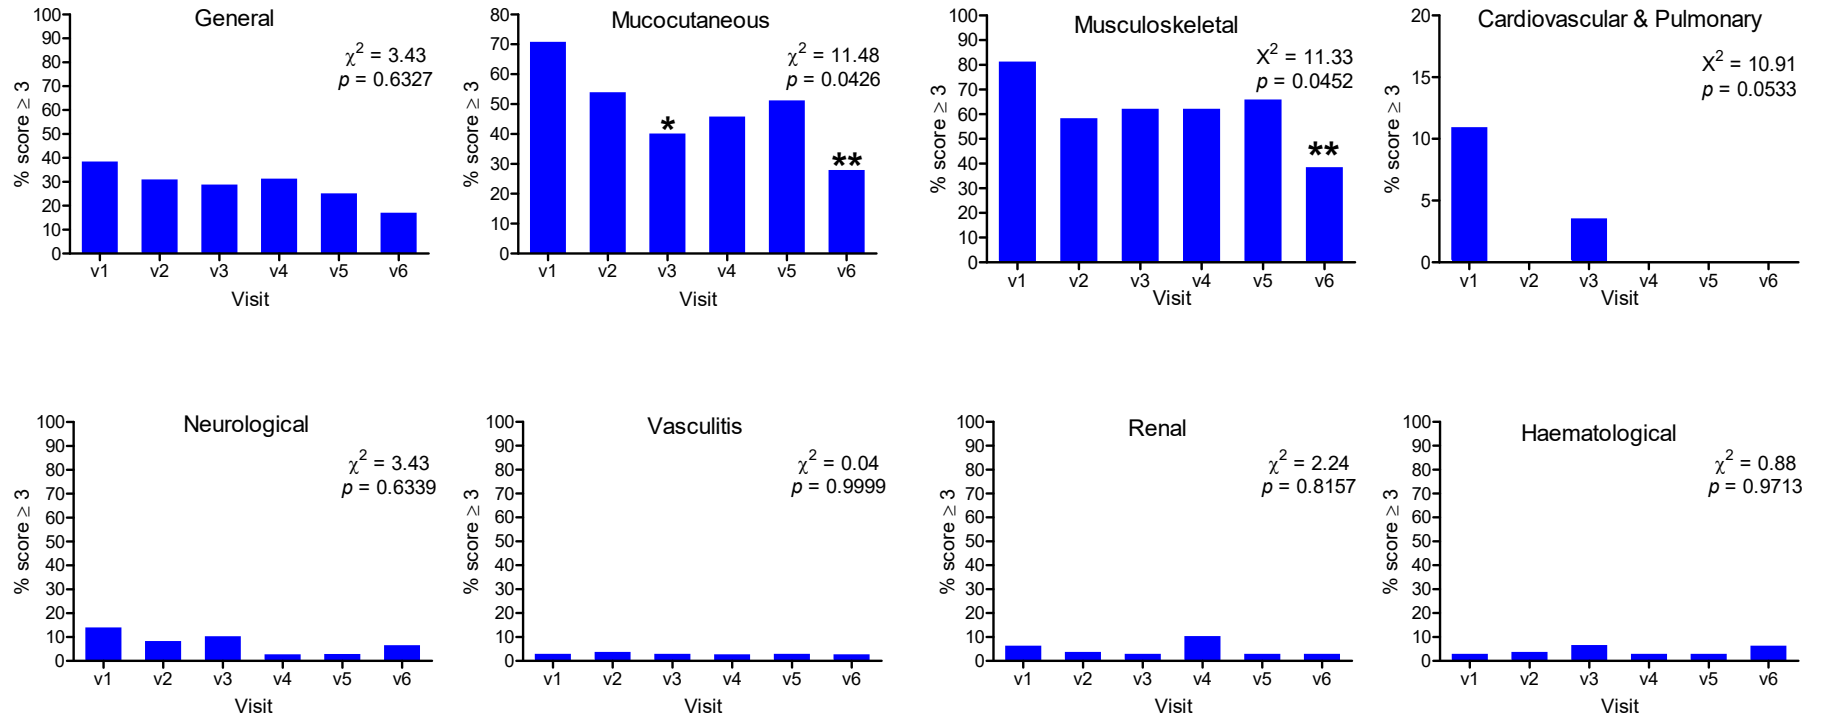 General
χ2 = 3.43
p = 0.6327
% score ≥ 3
100
90
80
70
60
50
40
30
20
10
0
v1 v2 v3 v4 v5 v6
Visit
Mucocutaneous
χ2 = 11.48
p = 0.0426
% score ≥ 3
80
70
60
50
40
30
20
10
0
*
**
v1 v2 v3 v4 v5 v6
Visit
Musculoskeletal
X2 = 11.33
p = 0.0452
% score ≥ 3
100
90
80
70
60
50
40
30
20
10
0
**
v1 v2 v3 v4 v5 v6
Visit
Cardiovascular & Pulmonary
X2 = 10.91
p = 0.0533
% score ≥ 3
20
15
10
5
0
v1 v2 v3 v4 v5 v6
Visit
Neurological
χ2 = 3.43
p = 0.6339
% score ≥ 3
100
90
80
70
60
50
40
30
20
10
0
v1 v2 v3 v4 v5 v6
Visit
Vasculitis
χ2 = 0.04
p = 0.9999
% score ≥ 3
100
90
80
70
60
50
40
30
20
10
0
v1 v2 v3 v4 v5 v6
Visit
Renal
χ2 = 2.24
p = 0.8157
% score ≥ 3
100
90
80
70
60
50
40
30
20
10
0
v1 v2 v3 v4 v5 v6
Visit
Haematological
χ2 = 0.88
p = 0.9713
% score ≥ 3
100
90
80
70
60
50
40
30
20
10
0
v1 v2 v3 v4 v5 v6
Visit